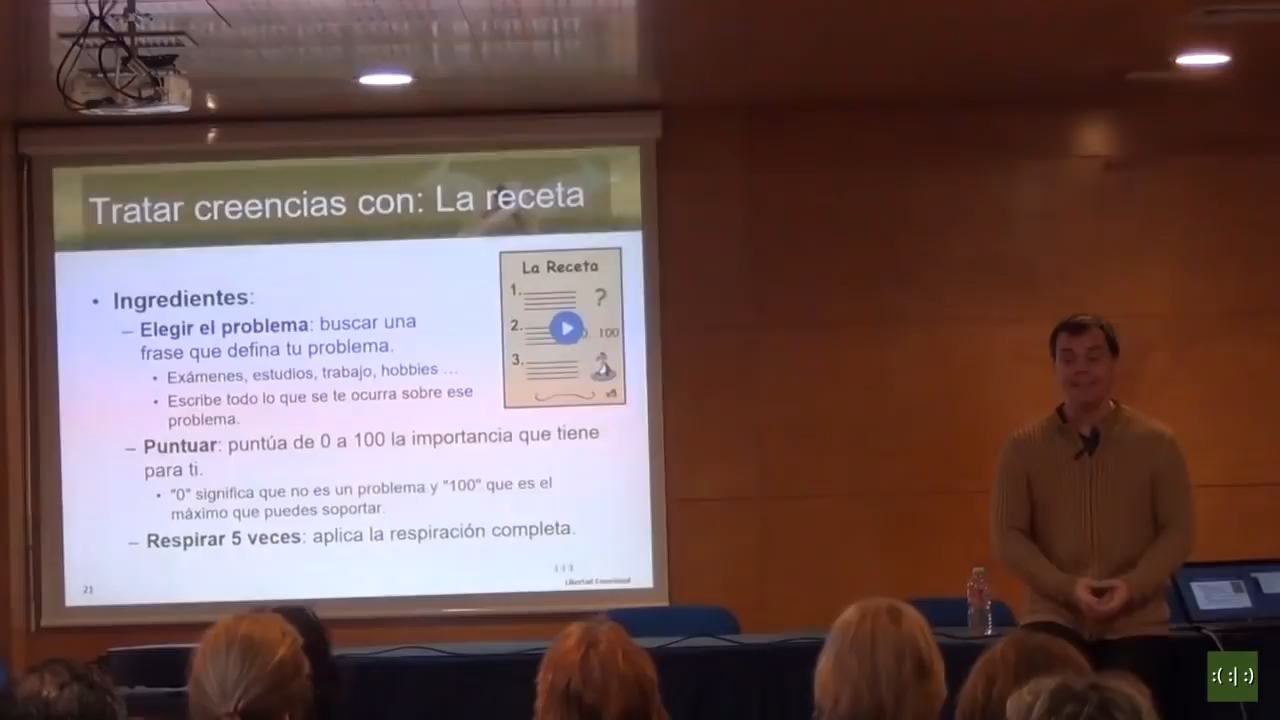 Tratar creencias con: La receta
• Ingredientes:
– Elegir el problema: buscar una
frase que defina tu problema.
• Exámenes, estudios, trabajo, hobbies ...
• Escribe todo lo que se te ocurra sobre ese
problema.
– Puntuar: puntúa de 0 a 100 la importancia que tiene
para ti.
• "0" significa que no es un problema y "100" que es el
máximo que puedes soportar.
– Respirar 5 veces: aplica la respiración completa.
La Receta
1. ?
2. 100
3.
21
Libertad Emocional
:( :| :)